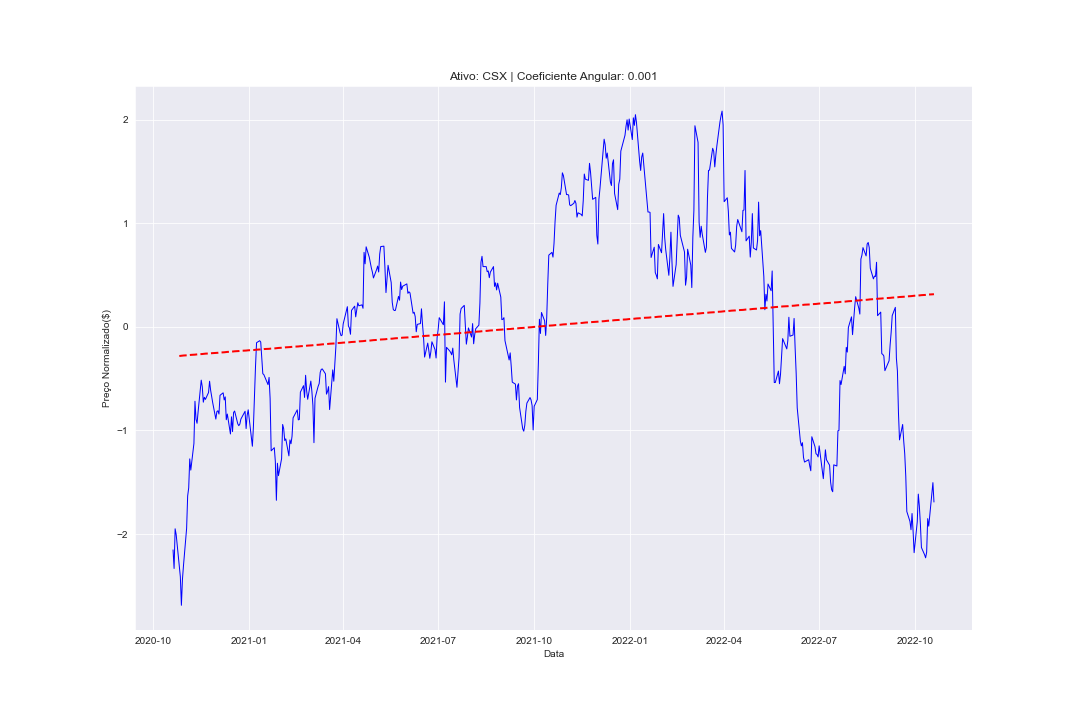 Ativo: CSX | Coeficiente Angular: 0.001
Preço Normalizado($)
2
1
0
−1
−2
2020-10 2021-01 2021-04 2021-07 2021-10 2022-01 2022-04 2022-07 2022-10
Data